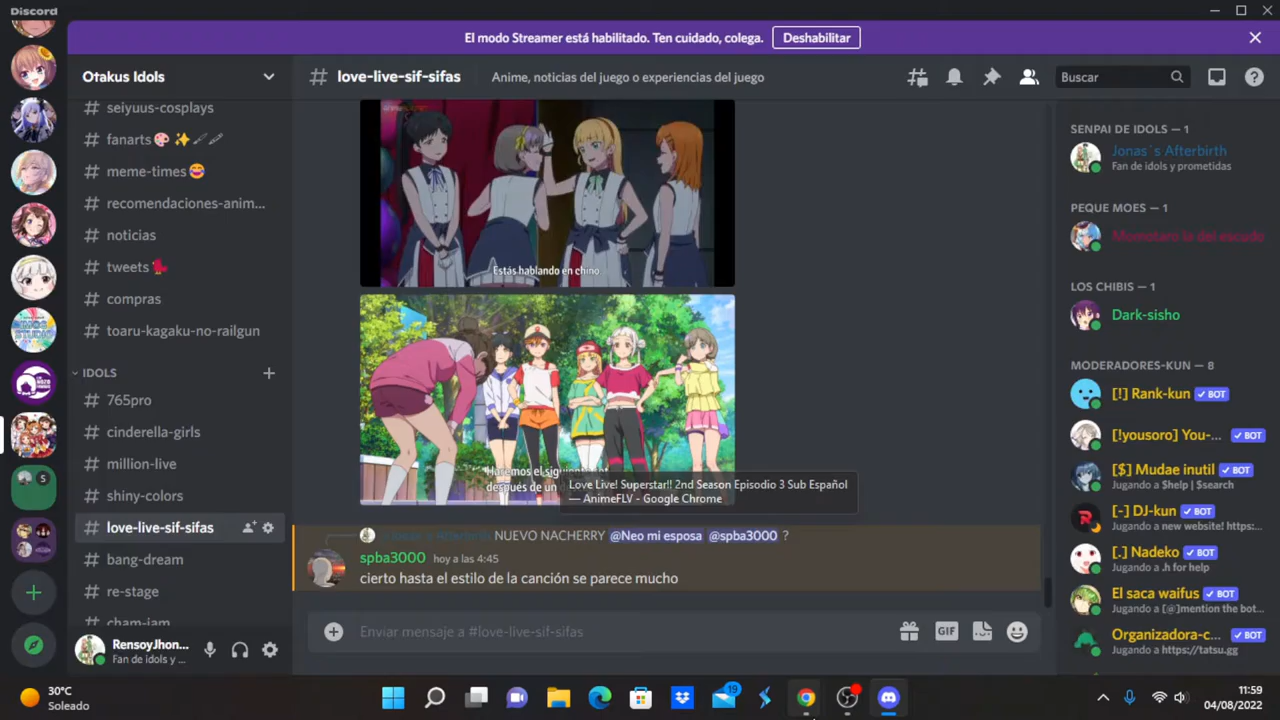 Discord
El modo Streamer está habilitado. Ten cuidado, colega.
Deshabilitar
Otakus Idols
love-live-sif-sifas
Anime, noticias del juego o experiencias del juego
Buscar
seiyuus-cosplays
fanarts🎨✨🖌🖌
meme-times😂
recomendaciones-anim...
noticias
tweets
compras
toaru-kagaku-no-railgun
IDOLS
765pro
cinderella-girls
million-live
shiny-colors
love-live-sif-sifas
bang-dream
re-stage
cham-jam
5
RensoyJhon...
Fan de idols y ...
Estás hablando en chino.
Haremos el
después de un
Love Live! Superstar!! 2nd Season Episodio 3 Sub Español
— AnimeFLV - Google Chrome
NUEVO NACHERRY @Neo mi esposa @spba3000 ?
spba3000 hoy a las 4:45
cierto hasta el estilo de la canción se parece mucho
Enviar mensaje a #love-live-sif-sifas
GIF
SENPAI DE IDOLS — 1
Jonas´s Afterbirth
Fan de idols y prometidas
PEQUE MOES — 1
Momotaro la del escudo
LOS CHIBIS — 1
Dark-sisho
MODERADORES-KUN — 8
[!] Rank-kun ✓ BOT
[!yousoro] You-... ✓ BOT
[$] Mudae inutil ✓ BOT
Jugando a $help | $search
[-] DJ-kun ✓ BOT
Jugando a new website! https:...
[.] Nadeko ✓ BOT
Jugando a .h for help
El saca waifus ✓ BOT
Jugando a [@]mention the bot...
Organizadora-c... ✓ BOT
Jugando a https://tatsu.gg
30°C
Soleado
19
11:59
04/08/2022